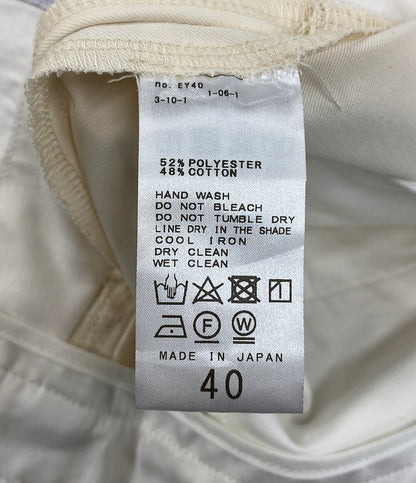 no. EY40
1-06-1
3-10-1
52% POLYESTER
48% COTTON
HAND WASH
DO NOT BLEACH
DO NOT TUMBLE DRY
LINE DRY IN THE SHADE
COOL IRON
DRY CLEAN
WET CLEAN
F W
MADE IN JAPAN
40